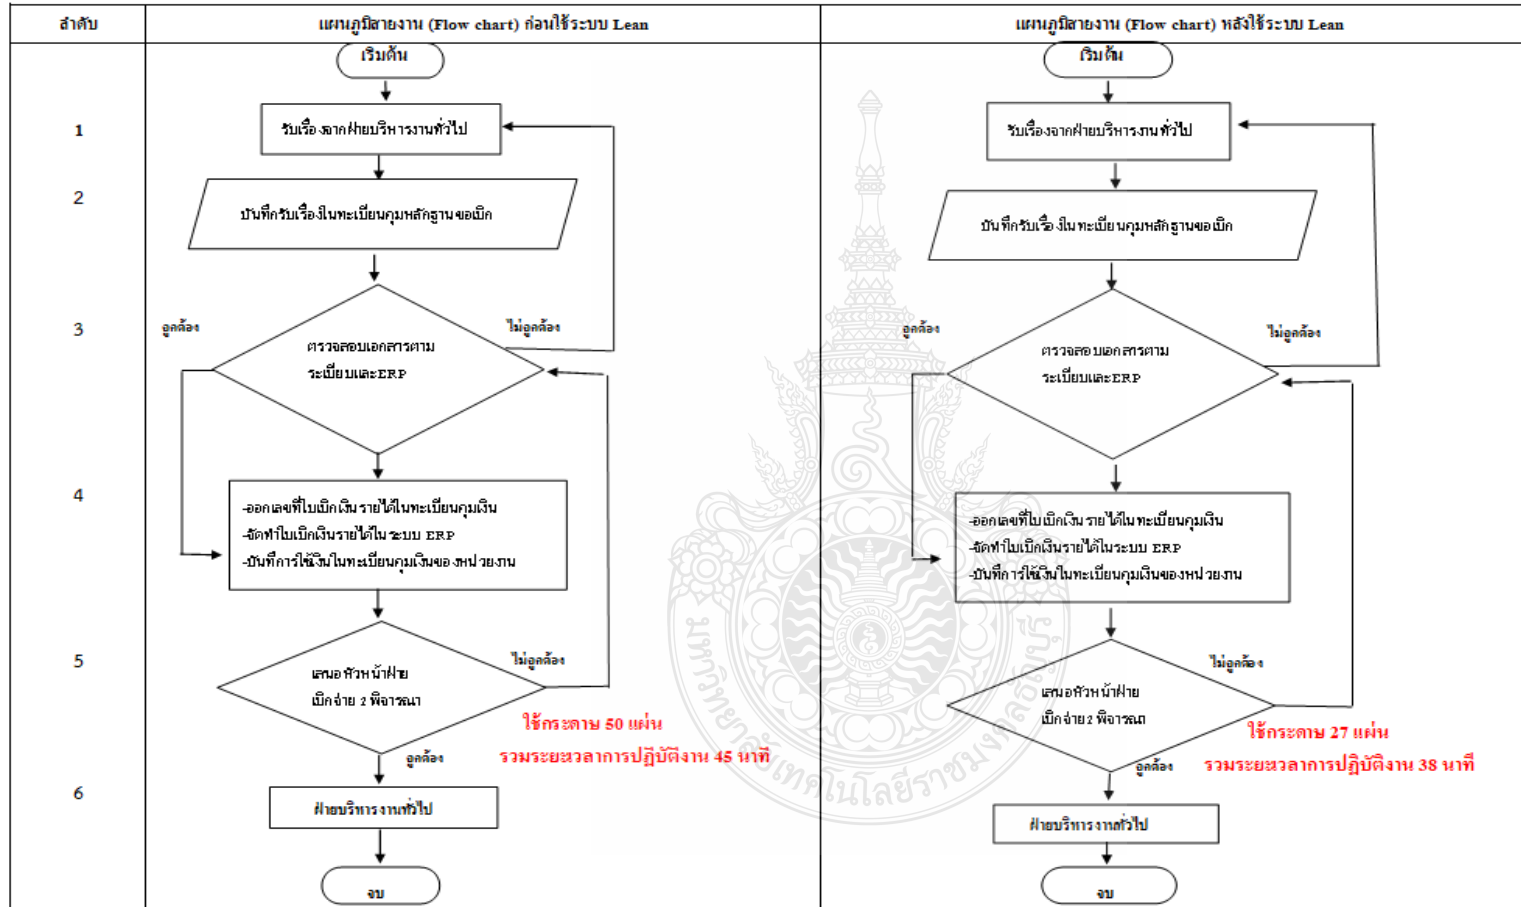 ลำดับ
แผนภูมิสายงาน (Flow chart) ก่อนใช้ระบบ Lean
แผนภูมิสายงาน (Flow chart) หลังใช้ระบบ Lean
1
2
3
4
5
6
เริ่มต้น
รับเรื่องจากฝ่ายบริหารงานทั่วไป
บันทึกรับเรื่องในทะเบียนคุมหลักฐานขอเบิก
ถูกต้อง
ไม่ถูกต้อง
ตรวจสอบเอกสารตาม
ระเบียบและERP
-ออกเลขที่ใบเบิกเงินรายได้ในทะเบียนคุมเงิน
-จัดทำใบเบิกเงินรายได้ในระบบ ERP
-บันทึการใช้เงินในทะเบียนคุมเงินของหน่วยงาน
ไม่ถูกต้อง
เสนอหัวหน้าฝ่าย
เบิกจ่าย 2 พิจารณา
ใช้กระดาษ 50 แผ่น
รวมระยะเวลาการปฏิบัติงาน 45 นาที
ถูกต้อง
ฝ่ายบริหารงานทั่วไป
จบ
เริ่มต้น
รับเรื่องจากฝ่ายบริหารงานทั่วไป
บันทึกรับเรื่องในทะเบียนคุมหลักฐานขอเบิก
ถูกต้อง
ไม่ถูกต้อง
ตรวจสอบเอกสารตาม
ระเบียบและERP
-ออกเลขที่ใบเบิกเงินรายได้ในทะเบียนคุมเงิน
-จัดทำใบเบิกเงินรายได้ในระบบ ERP
-บันทึการใช้เงินในทะเบียนคุมเงินของหน่วยงาน
ไม่ถูกต้อง
เสนอหัวหน้าฝ่าย
เบิกจ่าย 2 พิจารณา
ใช้กระดาษ 27 แผ่น
รวมระยะเวลาการปฏิบัติงาน 38 นาที
ถูกต้อง
ฝ่ายบริหารงานทั่วไป
จบ
มหาวิทยาลัยเทคโนโลยีราชมงคลธัญบุรี